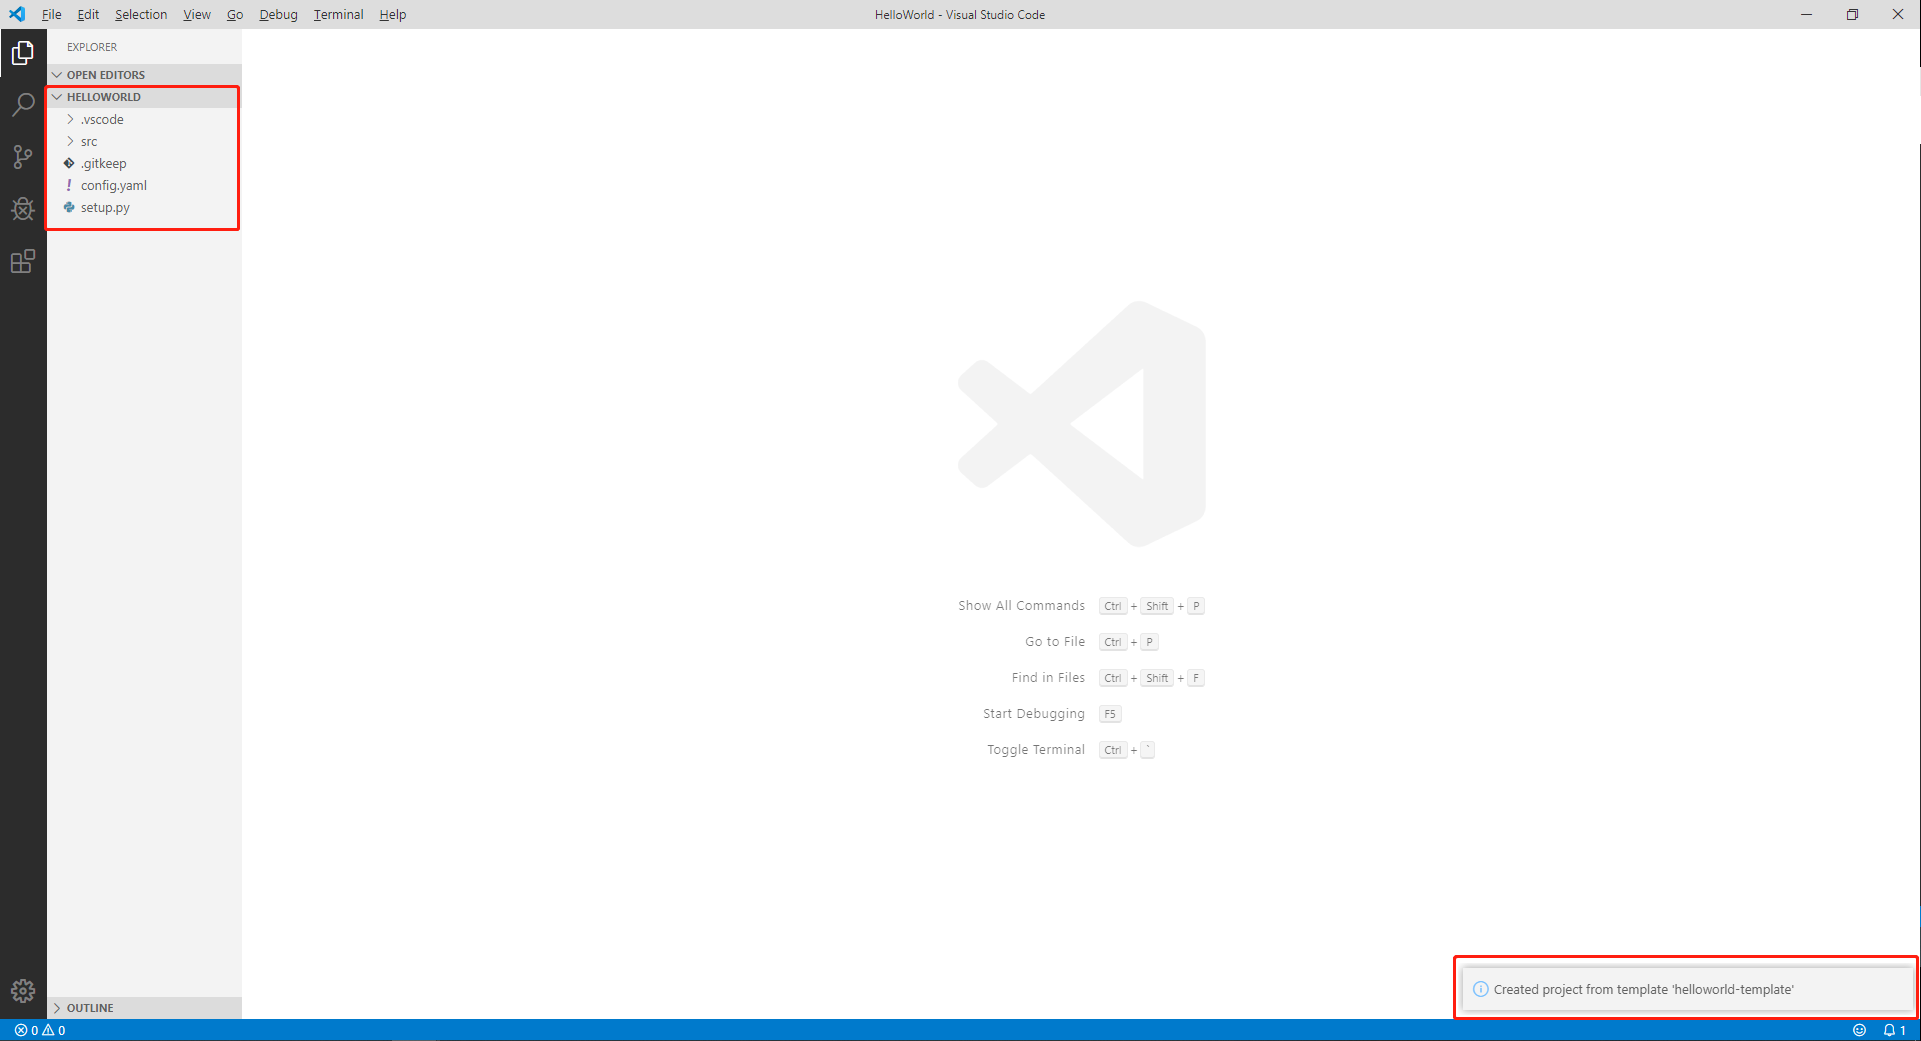 File Edit Selection View Go Debug Terminal Help
HelloWorld - Visual Studio Code
EXPLORER
OPEN EDITORS
HELLOWORLD
.vscode
src
.gitkeep
! config.yaml
setup.py
Show All Commands Ctrl + Shift + P
Go to File Ctrl + P
Find in Files Ctrl + Shift + F
Start Debugging F5
Toggle Terminal Ctrl + `
Created project from template 'helloworld-template'
OUTLINE
0 0
1